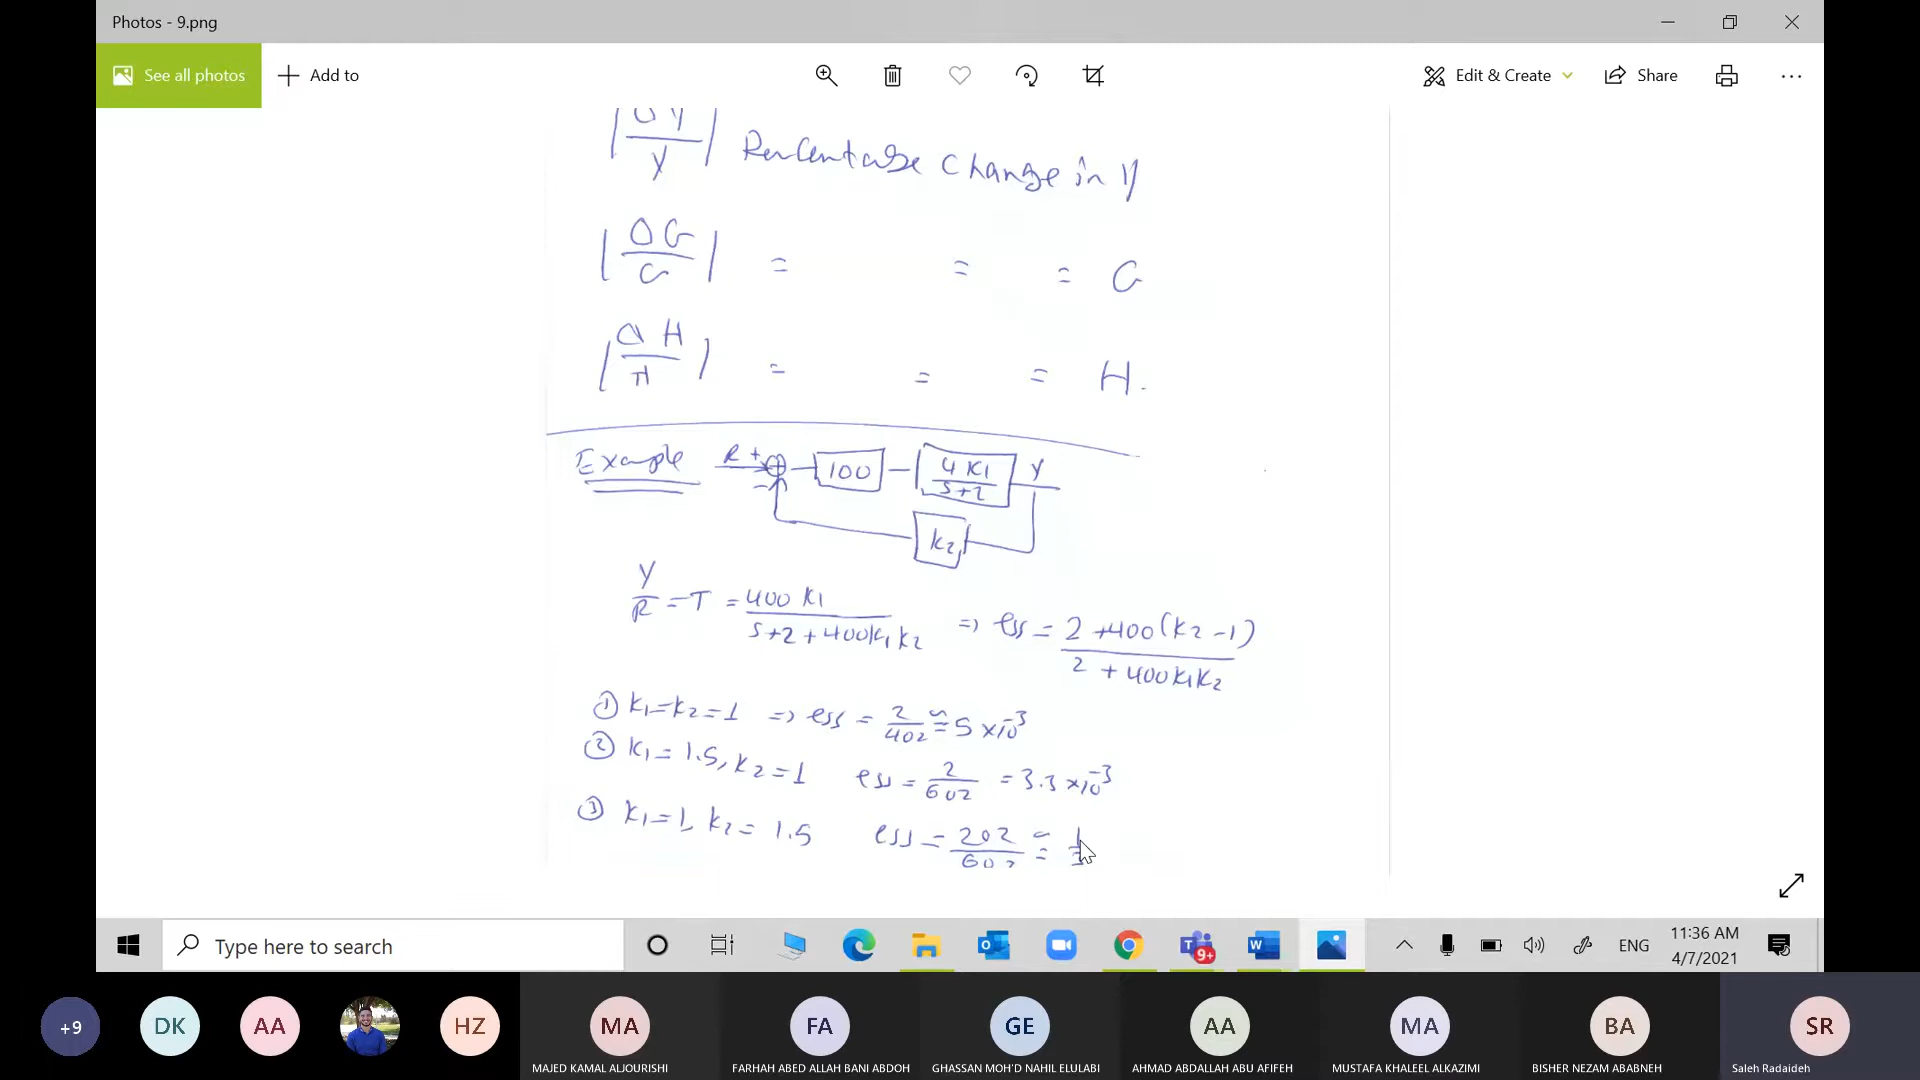 Photos - 9.png
See all photos
Add to
Edit & Create
Share
|ΔY/Y| Percentage change in Y
|ΔG/G| = = = G
|ΔH/H| = = = H.
Example R + - 100 4K1/S+2 Y
K2
Y/R = T = 400 K1 / S+2+400K1K2 => ess = 2+400(K2-1) / 2+400K1K2
① K1=K2=1 => ess = 2/402 ≅ 5 x10^-3
② K1=1.5, K2=1 ess = 2/602 = 3.3 x10^-3
③ K1=1, K2=1.5 ess = 202/602 ≅ 1/3
Type here to search
9+
ENG
11:36 AM
4/7/2021
+9
DK
AA
HZ
MA
FA
GE
AA
MA
BA
SR
MAJED KAMAL ALJOURISHI
FARHAH ABED ALLAH BANI ABDOH
GHASSAN MOH'D NAHIL ELULABI
AHMAD ABDALLAH ABU AFIFEH
MUSTAFA KHALEEL ALKAZIMI
BISHER NEZAM ABABNEH
Saleh Radaideh